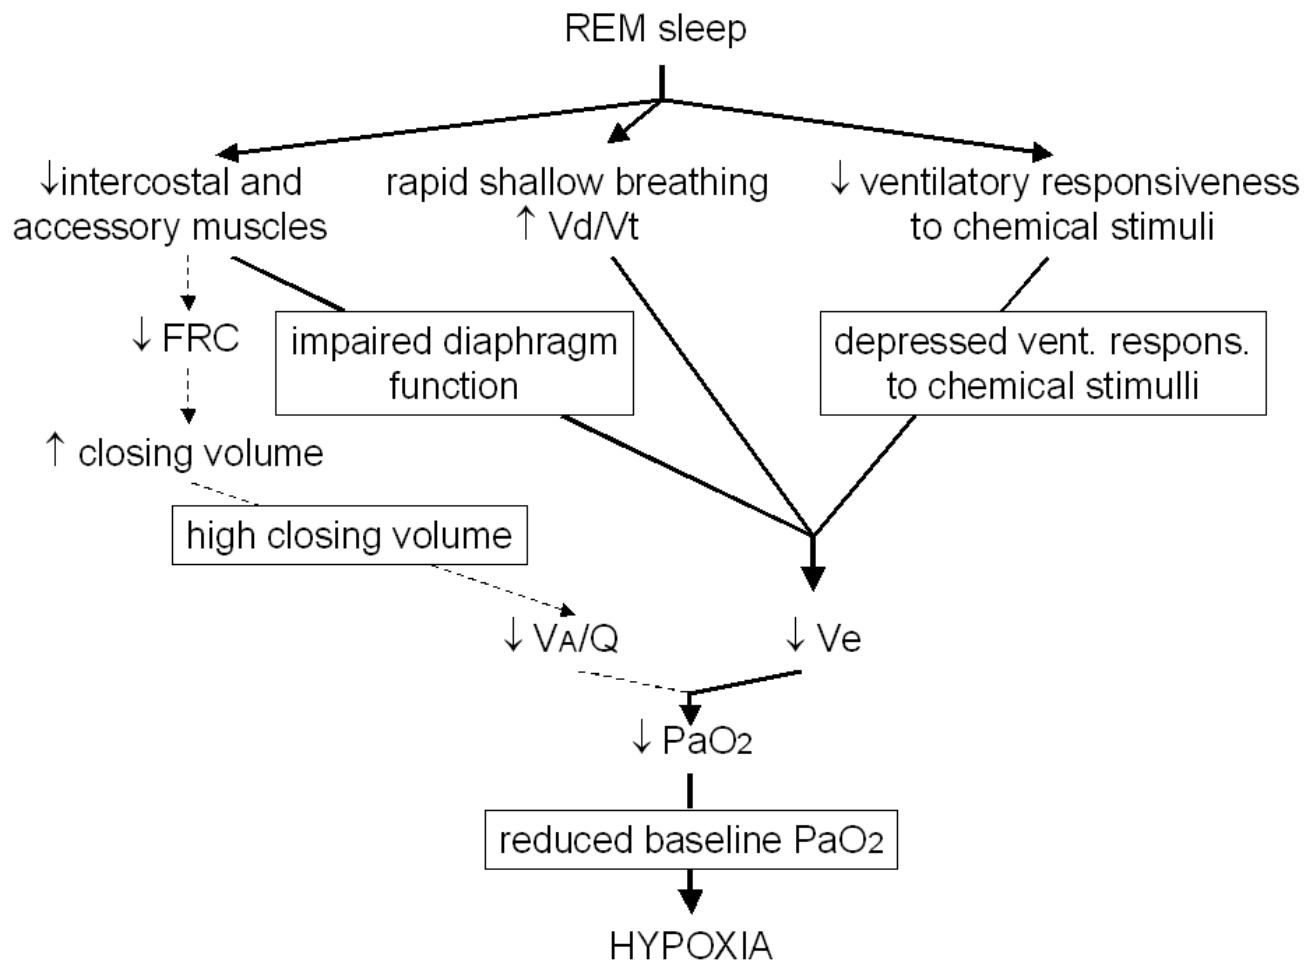 REM sleep
↓intercostal and
accessory muscles
rapid shallow breathing
↑ Vd/Vt
↓ ventilatory responsiveness
to chemical stimuli
↓ FRC
impaired diaphragm
function
depressed vent. respons.
to chemical stimulli
↑ closing volume
high closing volume
↓ VA/Q
↓ Ve
↓ PaO2
reduced baseline PaO2
HYPOXIA